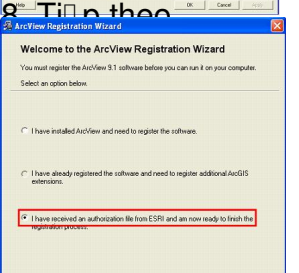 Help OK Cancel Apply
8. Tiếp theo
ArcView Registration Wizard
Welcome to the ArcView Registration Wizard
You must register the ArcView 9.1 software before you can run it on your computer.
Select an option below.
I have installed ArcView and need to register the software.
I have already registered the software and need to register additional ArcGIS
extensions.
I have received an authorization file from ESRI and am now ready to finish the
registration process.